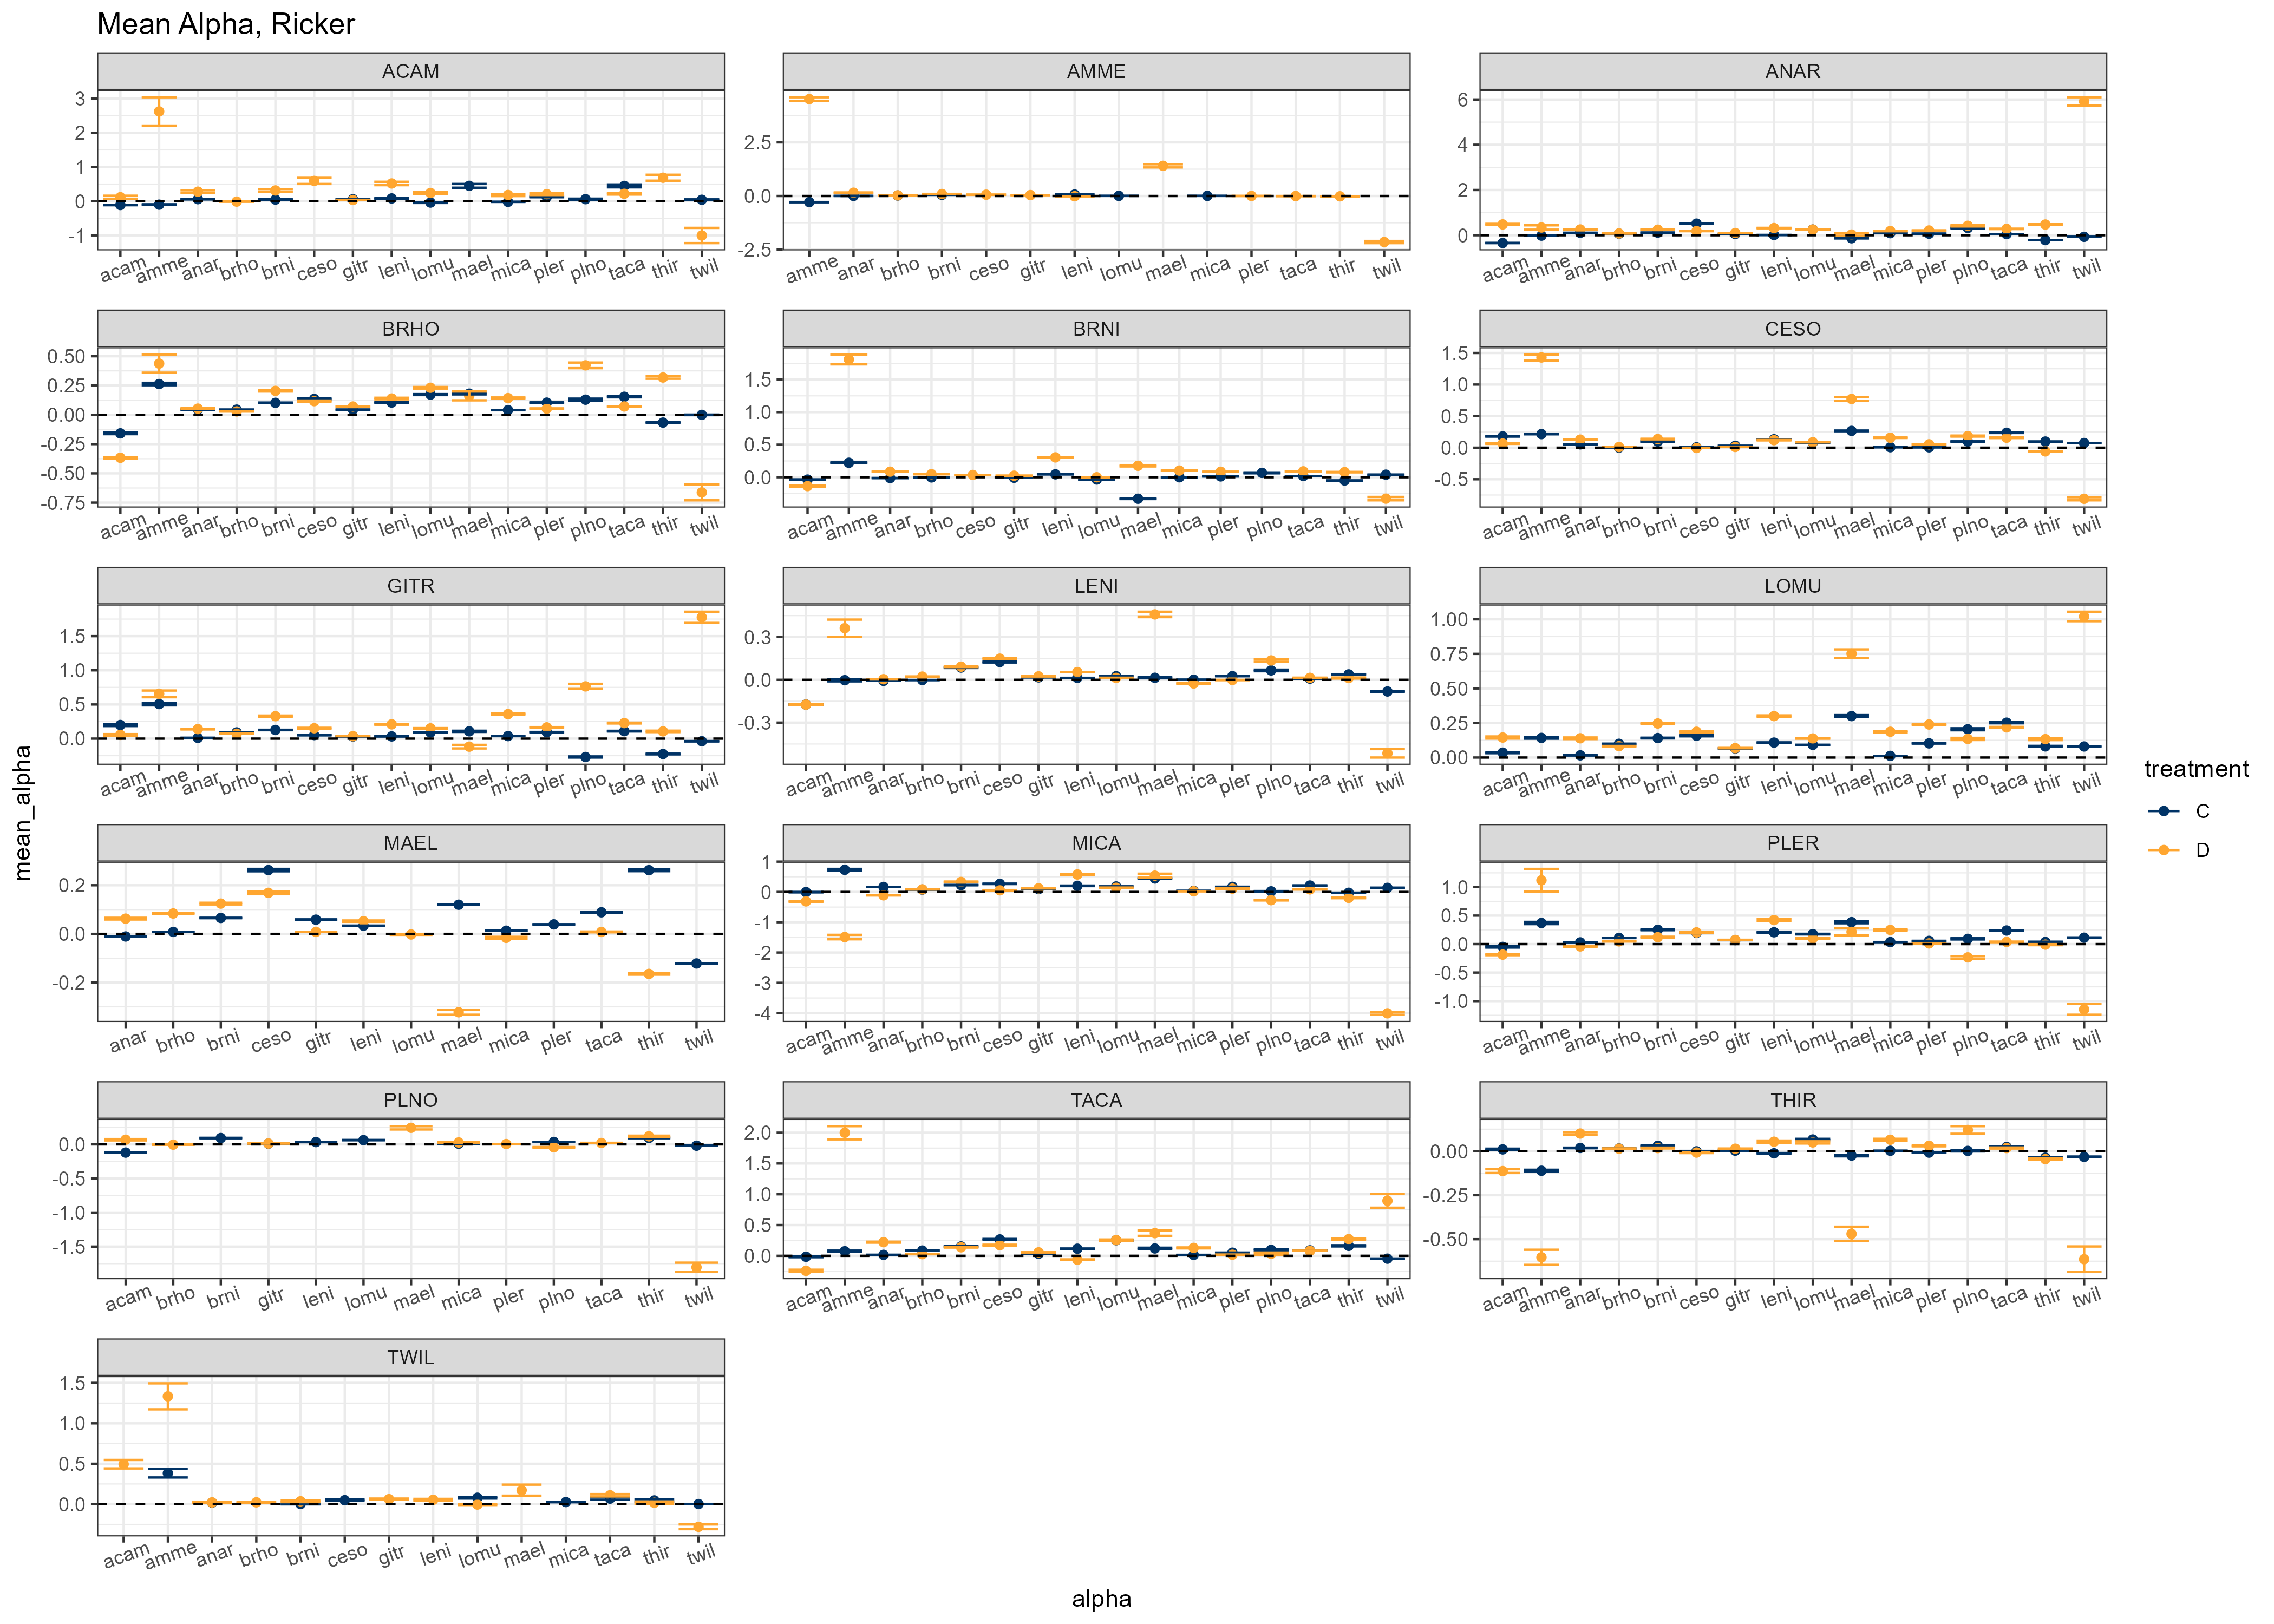 Mean Alpha, Ricker
ACAM
3
2
1
0
-1
acam amme anar brho brni ceso gitr leni lomu mael mica pler plno taca thir twil
AMME
2.5
0.0
-2.5
amme anar brho brni ceso gitr leni lomu mael mica pler taca thir twil
ANAR
6
4
2
0
acam amme anar brho brni ceso gitr leni lomu mael mica pler plno taca thir twil
BRHO
0.50
0.25
0.00
-0.25
-0.50
-0.75
acam amme anar brho brni ceso gitr leni lomu mael mica pler plno taca thir twil
BRNI
1.5
1.0
0.5
0.0
acam amme anar brho ceso gitr leni lomu mael mica pler plno taca thir twil
CESO
1.5
1.0
0.5
0.0
-0.5
acam amme anar brho brni ceso gitr leni lomu mael mica pler plno taca thir twil
GITR
1.5
1.0
0.5
0.0
acam amme anar brho brni ceso gitr leni lomu mael mica pler plno taca thir twil
LENI
0.3
0.0
-0.3
acam amme anar brho brni ceso gitr leni lomu mael mica pler plno taca thir twil
LOMU
1.00
0.75
0.50
0.25
0.00
acam amme anar brho brni ceso gitr leni lomu mael mica pler plno taca thir twil
MAEL
0.2
0.0
-0.2
anar brho brni ceso gitr leni lomu mael mica pler taca thir twil
MICA
1
0
-1
-2
-3
-4
acam amme anar brho brni ceso gitr leni lomu mael mica pler plno taca thir twil
PLER
1.0
0.5
0.0
-0.5
-1.0
acam amme anar brho brni ceso gitr leni lomu mael mica pler plno taca thir twil
PLNO
0.0
-0.5
-1.0
-1.5
acam brho brni gitr leni lomu mael mica pler plno taca thir twil
TACA
2.0
1.5
1.0
0.5
0.0
acam amme anar brho brni ceso gitr leni lomu mael mica pler plno taca thir twil
THIR
0.00
-0.25
-0.50
acam amme anar brho brni ceso gitr leni lomu mael mica pler plno taca thir twil
TWIL
1.5
1.0
0.5
0.0
acam amme anar brho brni ceso gitr leni lomu mael mica taca thir twil
mean_alpha
alpha
treatment
C
D